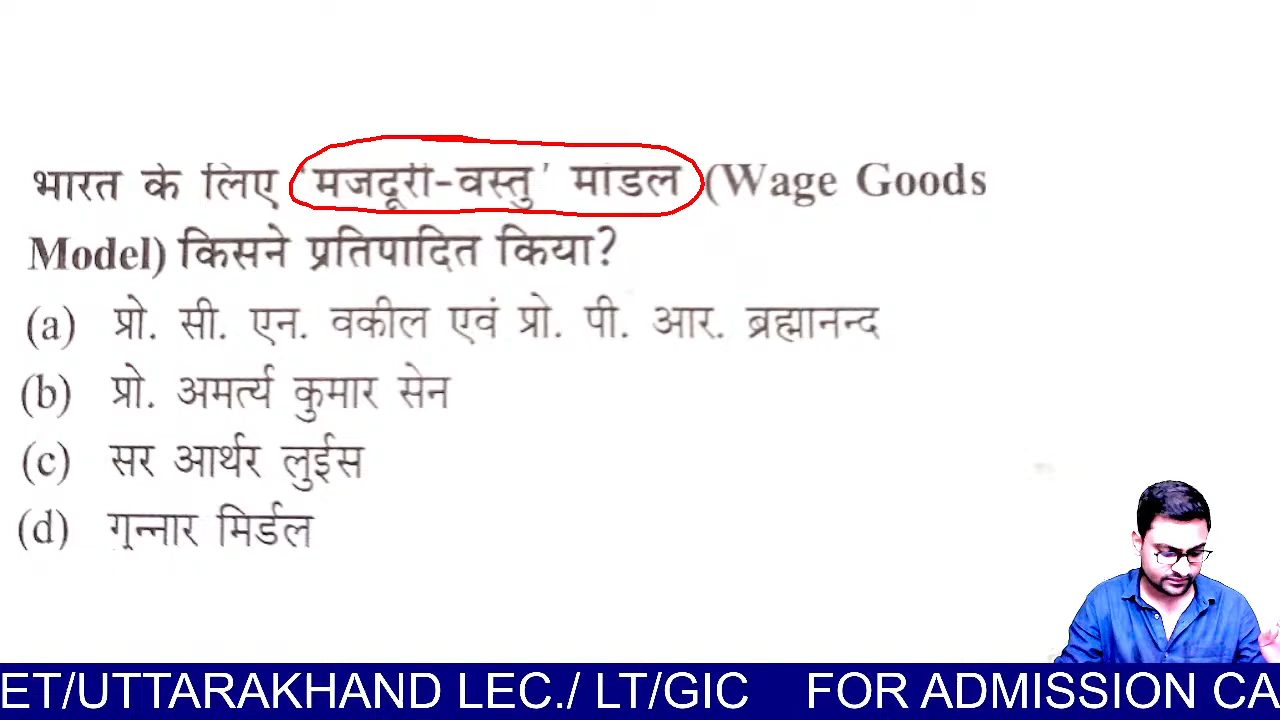 भारत के लिए 'मजदूरी-वस्तु' मॉडल (Wage Goods
Model) किसने प्रतिपादित किया?
(a) प्रो. सी. एन. वकील एवं प्रो. पी. आर. ब्रह्मानन्द
(b) प्रो. अमर्त्य कुमार सेन
(c) सर आर्थर लुईस
(d) गुन्नार मिर्डल
ET/UTTARAKHAND LEC./ LT/GIC FOR ADMISSION CA